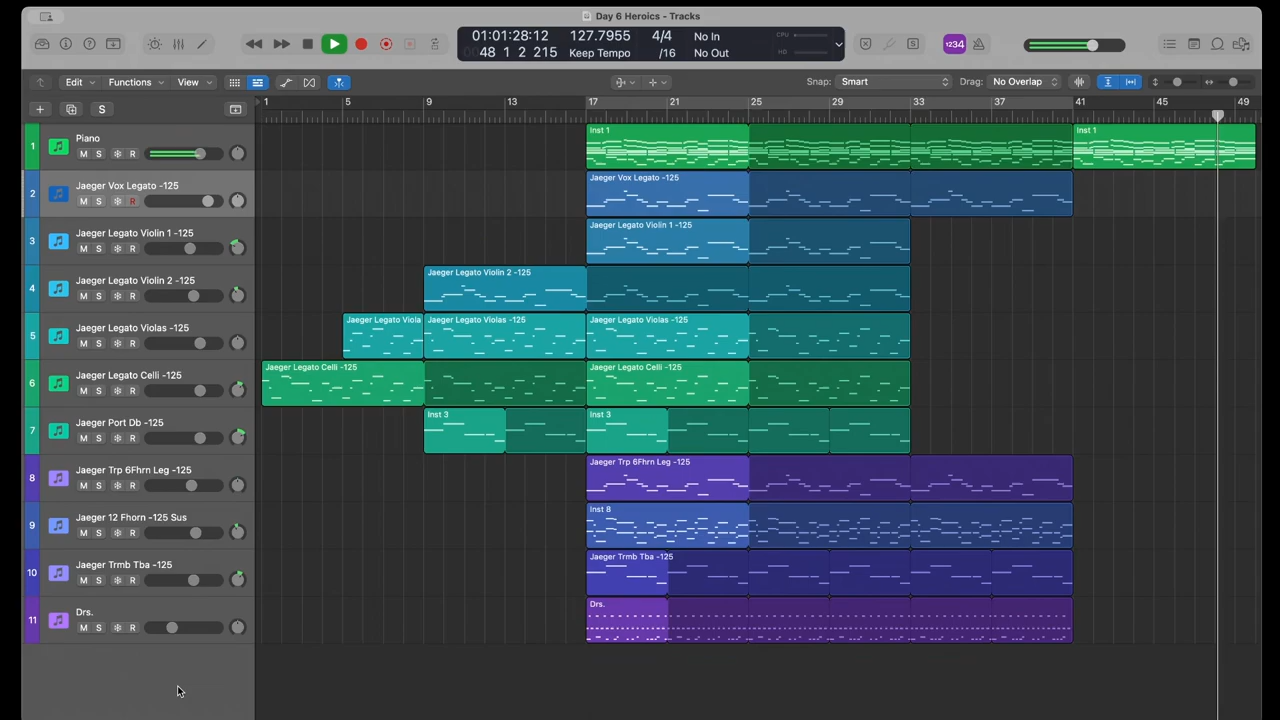 Day 6 Heroics - Tracks
01:01:28:12 127.7955 4/4 No In CPU
48 1 2 215 Keep Tempo /16 No Out HD
1234
Edit Functions View Snap: Smart Drag: No Overlap
S
1 5 9 13 17 21 25 29 33 37 41 45 49
1 Piano
M S R
Inst 1 Inst 1
2 Jaeger Vox Legato -125
M S R
Jaeger Vox Legato -125
3 Jaeger Legato Violin 1 -125
M S R
Jaeger Legato Violin 1 -125
4 Jaeger Legato Violin 2 -125
M S R
Jaeger Legato Violin 2 -125
5 Jaeger Legato Violas -125
M S R
Jaeger Legato Viola Jaeger Legato Violas -125 Jaeger Legato Violas -125
6 Jaeger Legato Celli -125
M S R
Jaeger Legato Celli -125 Jaeger Legato Celli -125
7 Jaeger Port Db -125
M S R
Inst 3 Inst 3
8 Jaeger Trp 6Fhrn Leg -125
M S R
Jaeger Trp 6Fhrn Leg -125
9 Jaeger 12 Fhorn -125 Sus
M S R
Inst 8
10 Jaeger Trmb Tba -125
M S R
Jaeger Trmb Tba -125
11 Drs.
M S R
Drs.